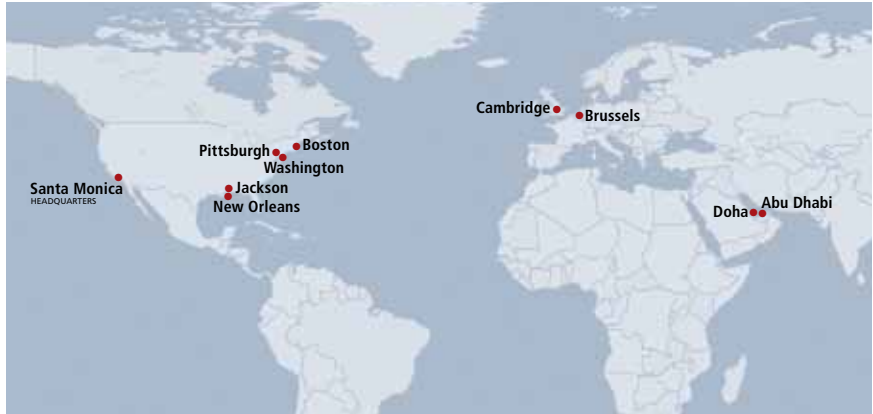 Cambridge
Brussels
Boston
Pittsburgh
Washington
Santa Monica
HEADQUARTERS
Jackson
New Orleans
Doha
Abu Dhabi